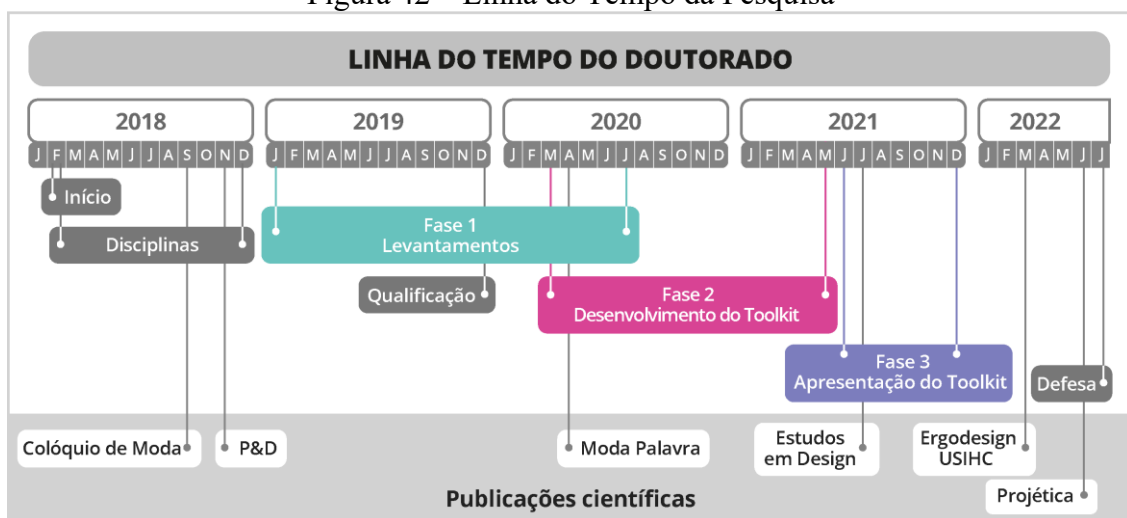 Figura 42 – Linha do Tempo da Pesquisa
LINHA DO TEMPO DO DOUTORADO
2018
2019
2020
2021
2022
J F M A M J J A S O N D
J F M A M J J A S O N D
J F M A M J J A S O N D
J F M A M J J A S O N D
J F M A M J J
Início
Disciplinas
Fase 1
Levantamentos
Qualificação
Fase 2
Desenvolvimento do Toolkit
Fase 3
Apresentação do Toolkit
Defesa
Colóquio de Moda
P&D
Moda Palavra
Estudos
em Design
Ergodesign
USIHC
Projética
Publicações científicas